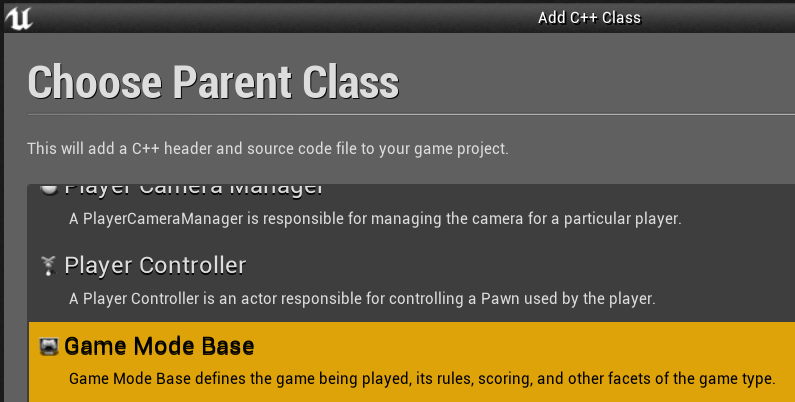 Add C++ Class
Choose Parent Class
This will add a C++ header and source code file to your game project.
Player Camera Manager
A PlayerCameraManager is responsible for managing the camera for a particular player.
Player Controller
A Player Controller is an actor responsible for controlling a Pawn used by the player.
Game Mode Base
Game Mode Base defines the game being played, its rules, scoring, and other facets of the game type.